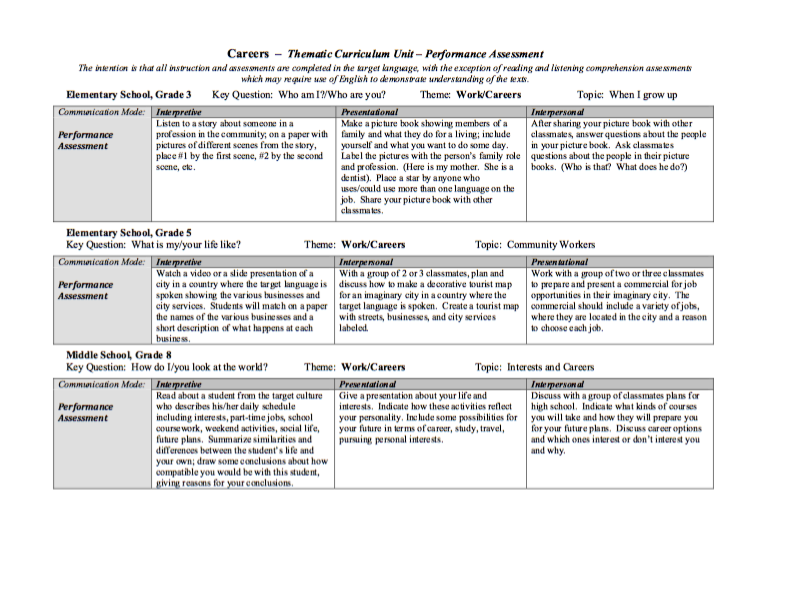 Careers – Thematic Curriculum Unit – Performance Assessment
The intention is that all instruction and assessments are completed in the target language, with the exception of reading and listening comprehension assessments
which may require use of English to demonstrate understanding of the texts.
Elementary School, Grade 3 Key Question: Who am I?/Who are you? Theme: Work/Careers Topic: When I grow up
Communication Mode:
Performance
Assessment
Interpretive
Listen to a story about someone in a
profession in the community; on a paper with
pictures of different scenes from the story,
place #1 by the first scene, #2 by the second
scene, etc.
Presentational
Make a picture book showing members of a
family and what they do for a living; include
yourself and what you want to do some day.
Label the pictures with the person's family role
and profession. (Here is my mother. She is a
dentist). Place a star by anyone who
uses/could use more than one language on the
job. Share your picture book with other
classmates.
Interpersonal
After sharing your picture book with other
classmates, answer questions about the people
in your picture book. Ask classmates
questions about the people in their picture
books. (Who is that? What does he do?)
Elementary School, Grade 5
Key Question: What is my/your life like? Theme: Work/Careers Topic: Community Workers
Communication Mode:
Performance
Assessment
Interpretive
Watch a video or a slide presentation of a
city in a country where the target language is
spoken showing the various businesses and
city services. Students will match on a paper
the names of the various businesses and a
short description of what happens at each
business.
Interpersonal
With a group of 2 or 3 classmates, plan and
discuss how to make a decorative tourist map
for an imaginary city in a country where the
target language is spoken. Create a tourist map
with streets, businesses, and city services
labeled.
Presentational
Work with a group of two or three classmates
to prepare and present a commercial for job
opportunities in their imaginary city. The
commercial should include a variety of jobs,
where they are located in the city and a reason
to choose each job.
Middle School, Grade 8
Key Question: How do I/you look at the world? Theme: Work/Careers Topic: Interests and Careers
Communication Mode:
Performance
Assessment
Interpretive
Read about a student from the target culture
who describes his/her daily schedule
including interests, part-time jobs, school
coursework, weekend activities, social life,
future plans. Summarize similarities and
differences between the student's life and
your own; draw some conclusions about how
compatible you would be with this student,
giving reasons for your conclusions.
Presentational
Give a presentation about your life and
interests. Indicate how these activities reflect
your personality. Include some possibilities for
your future in terms of career, study, travel,
pursuing personal interests.
Interpersonal
Discuss with a group of classmates plans for
high school. Indicate what kinds of courses
you will take and how they will prepare you
for your future plans. Discuss career options
and which ones interest or don't interest you
and why.